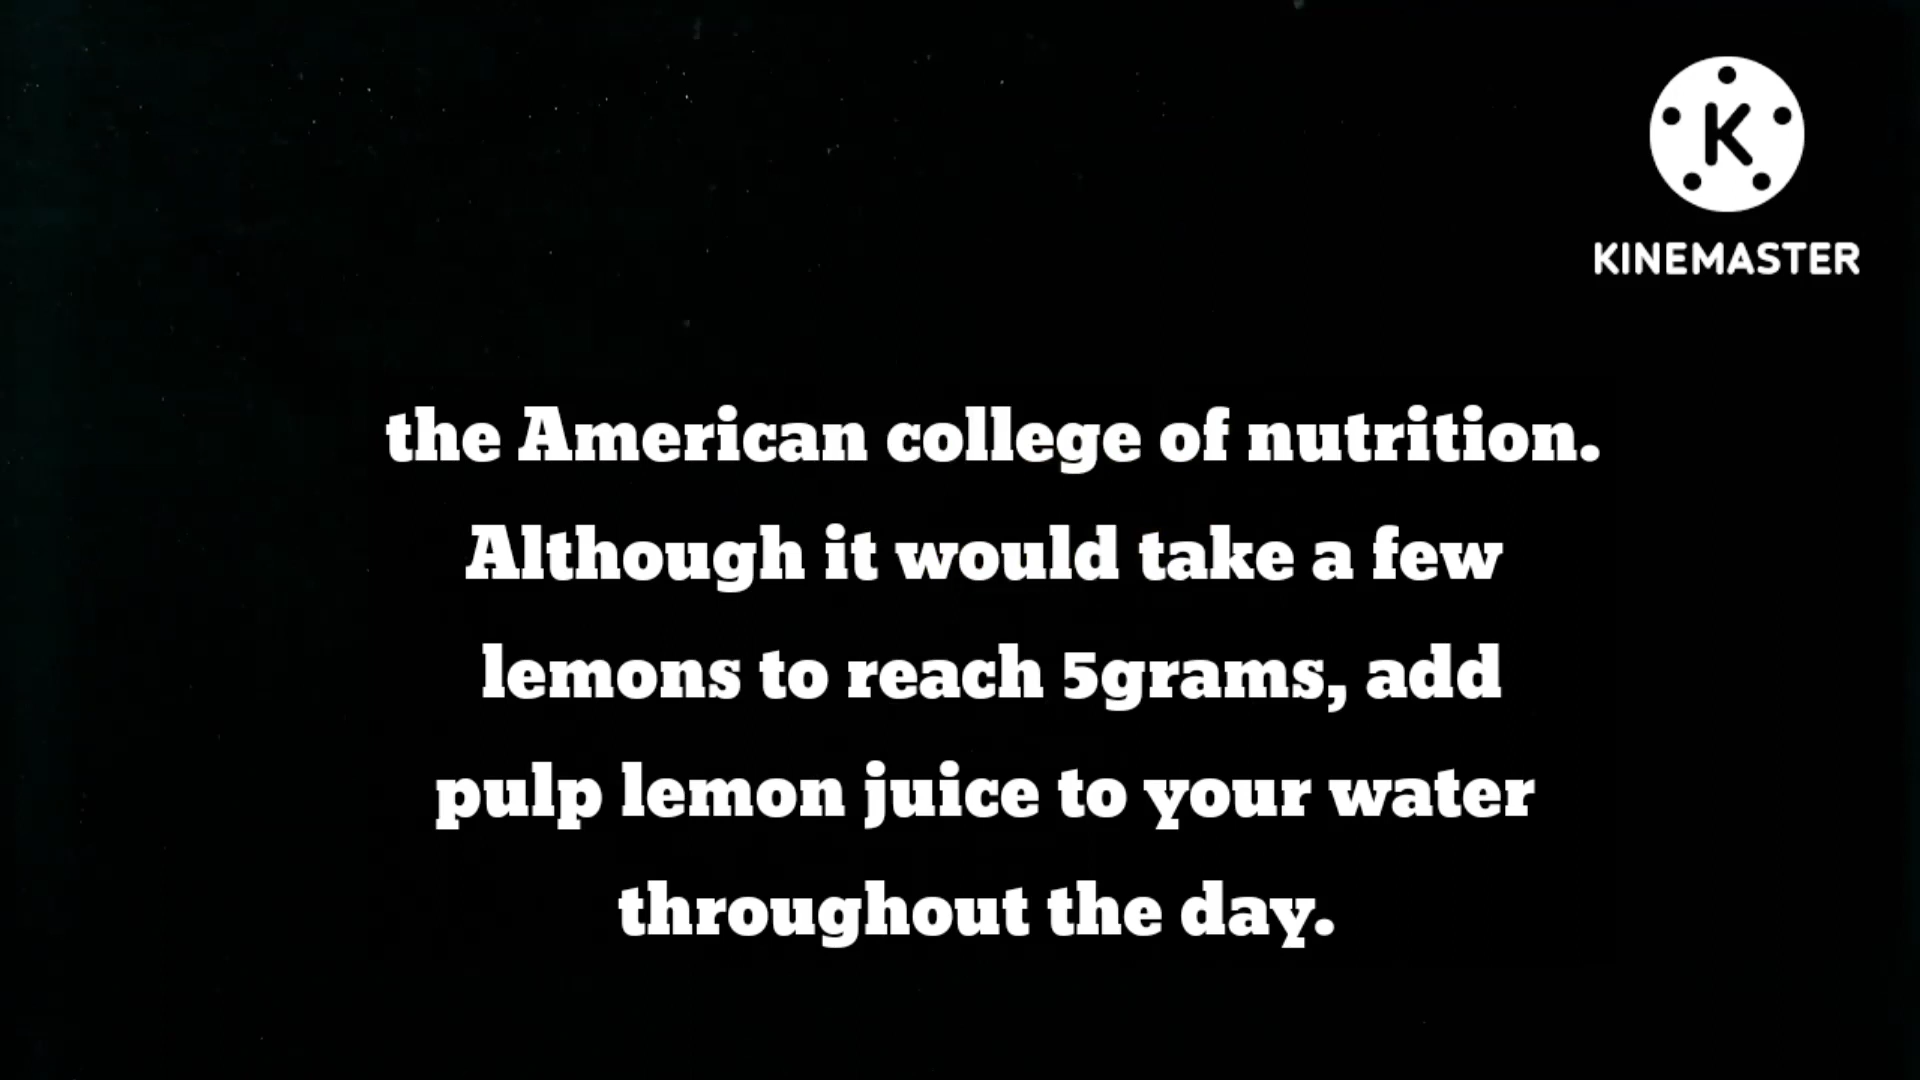 K
KINEMASTER
the American college of nutrition.
Although it would take a few
lemons to reach 5grams, add
pulp lemon juice to your water
throughout the day.